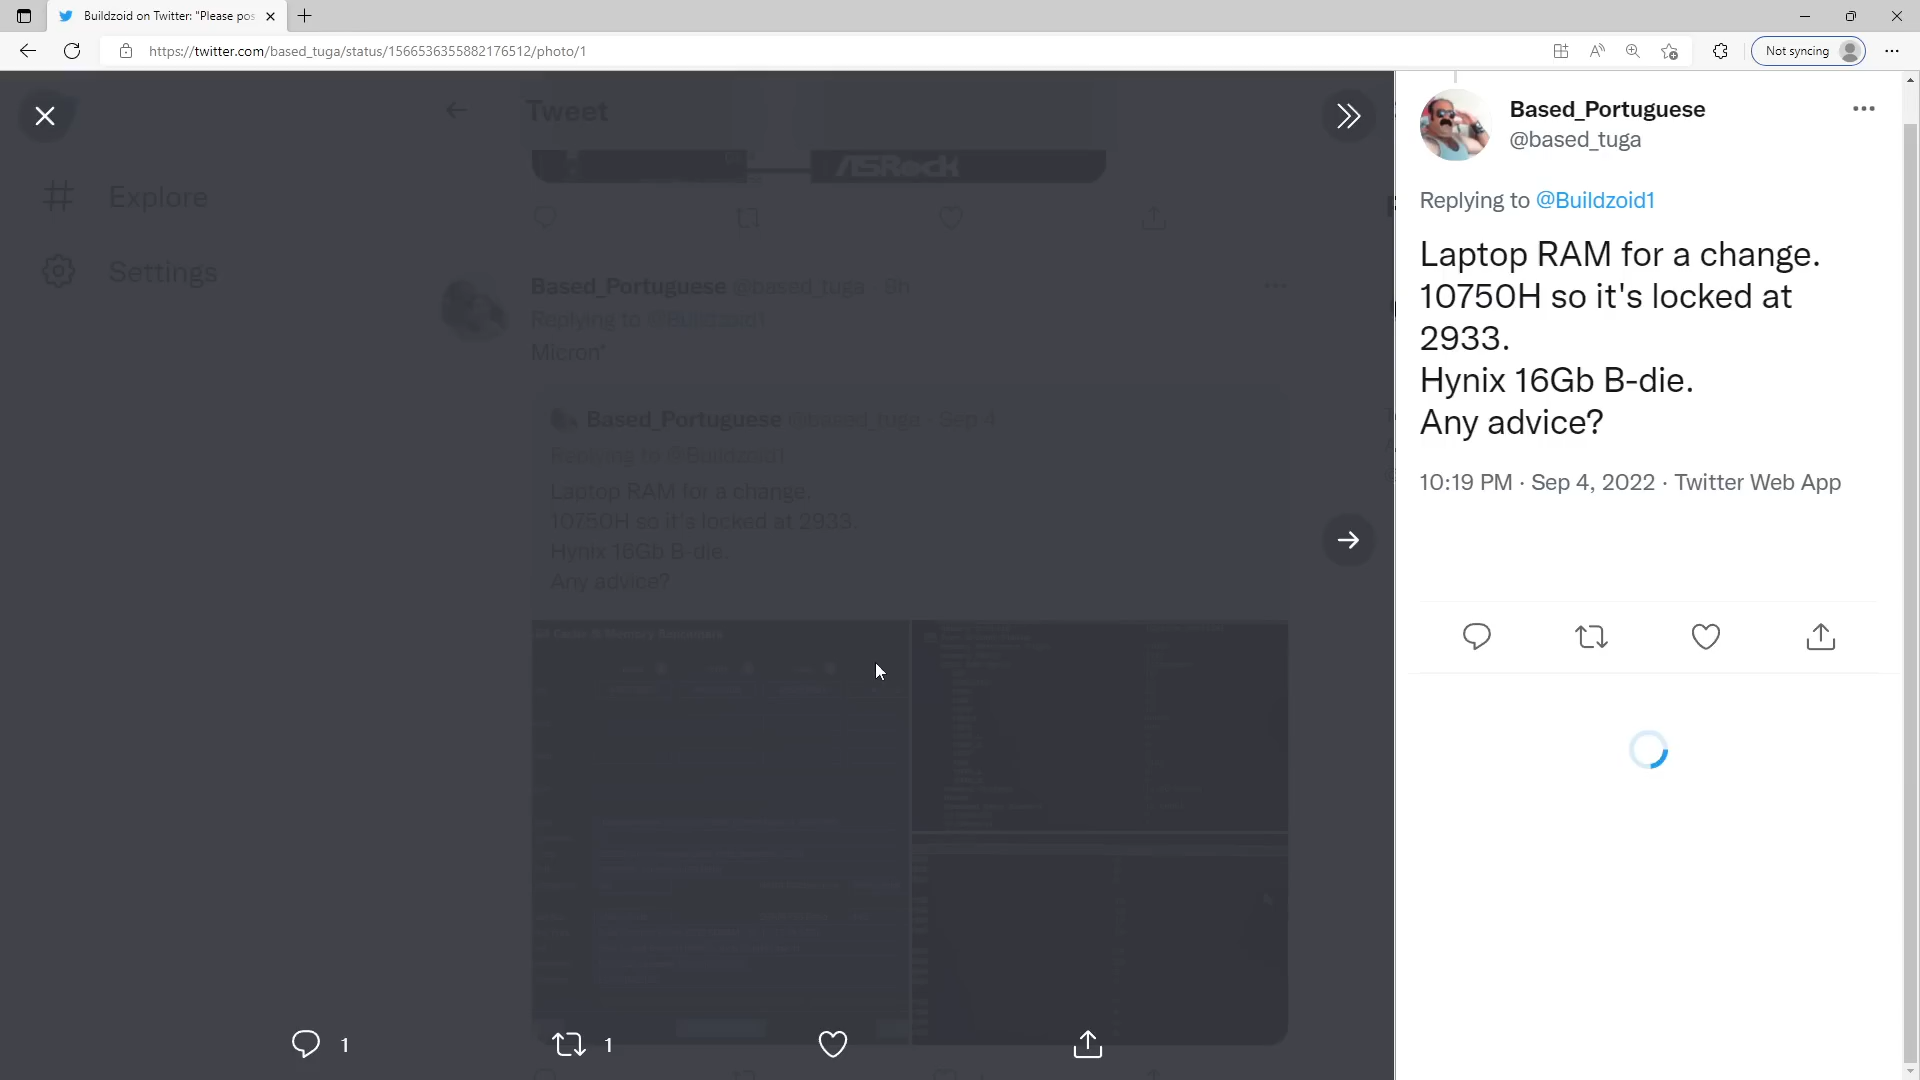 Buildzoid on Twitter: "Please pos
https://twitter.com/based_tuga/status/1566536355882176512/photo/1
Not syncing
Tweet
ASRock
Explore
Settings
Based_Portuguese @based_tuga · 9h
Replying to @Buildzoid1
Micron*
Based_Portuguese @based_tuga · Sep 4
Replying to @Buildzoid1
Laptop RAM for a change.
10750H so it's locked at 2933.
Hynix 16Gb B-die.
Any advice?
1
1
Based_Portuguese
@based_tuga
Replying to @Buildzoid1
Laptop RAM for a change.
10750H so it's locked at
2933.
Hynix 16Gb B-die.
Any advice?
10:19 PM · Sep 4, 2022 · Twitter Web App